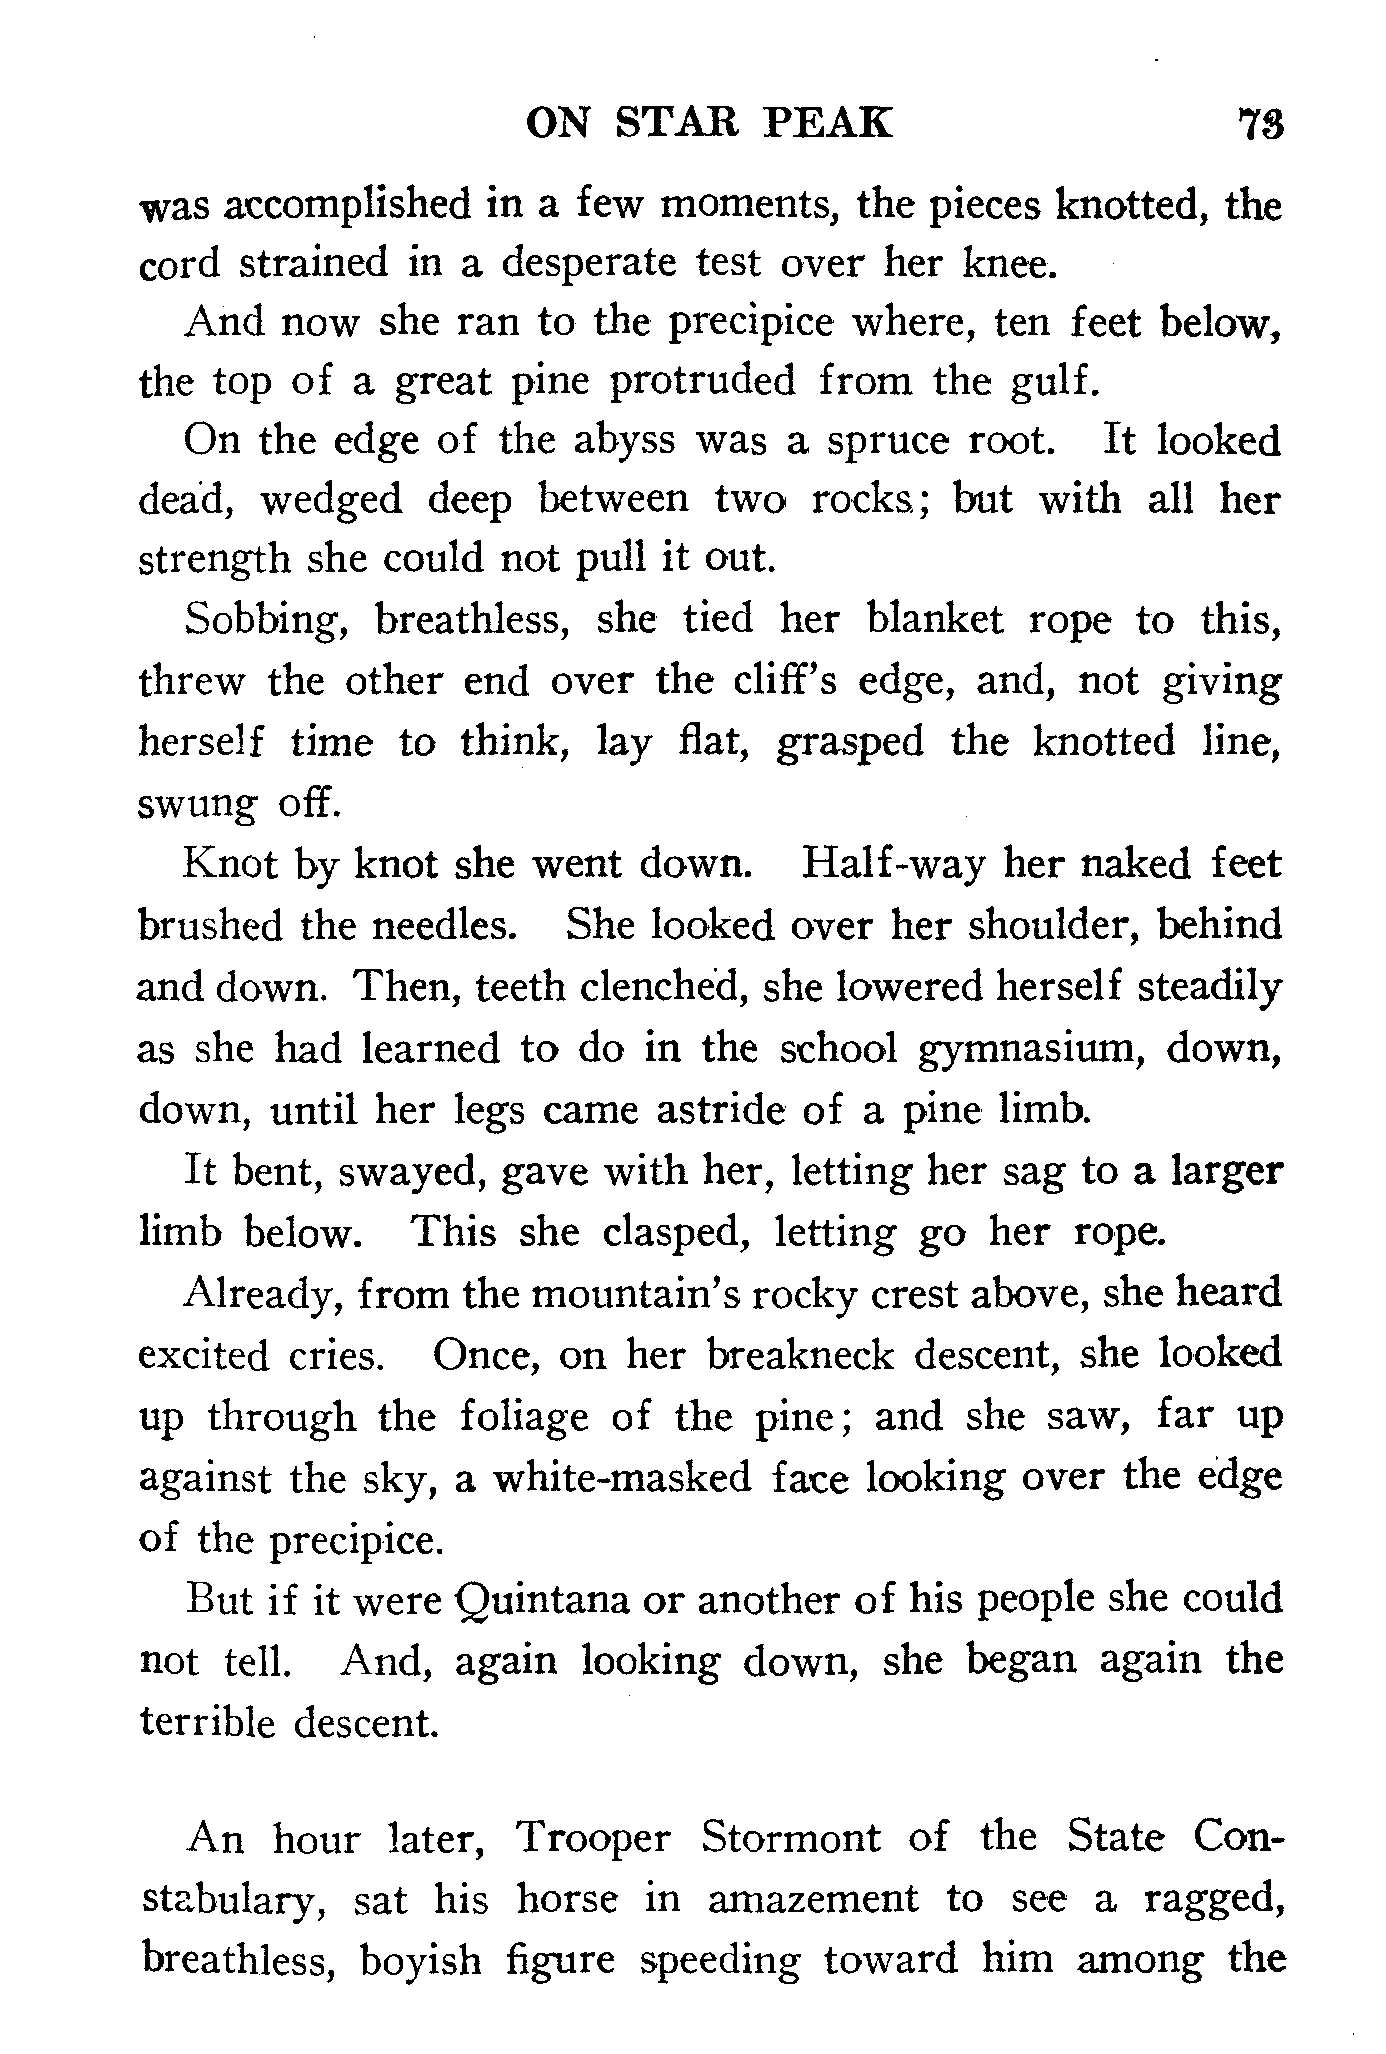 ON STAR PEAK 73
was accomplished in a few moments, the pieces knotted, the
cord strained in a desperate test over her knee.
And now she ran to the precipice where, ten feet below,
the top of a great pine protruded from the gulf.
On the edge of the abyss was a spruce root. It looked
dead, wedged deep between two rocks; but with all her
strength she could not pull it out.
Sobbing, breathless, she tied her blanket rope to this,
threw the other end over the cliff's edge, and, not giving
herself time to think, lay flat, grasped the knotted line,
swung off.
Knot by knot she went down. Half-way her naked feet
brushed the needles. She looked over her shoulder, behind
and down. Then, teeth clenched, she lowered herself steadily
as she had learned to do in the school gymnasium, down,
down, until her legs came astride of a pine limb.
It bent, swayed, gave with her, letting her sag to a larger
limb below. This she clasped, letting go her rope.
Already, from the mountain's rocky crest above, she heard
excited cries. Once, on her breakneck descent, she looked
up through the foliage of the pine; and she saw, far up
against the sky, a white-masked face looking over the edge
of the precipice.
But if it were Quintana or another of his people she could
not tell. And, again looking down, she began again the
terrible descent.
An hour later, Trooper Stormont of the State Con-
stabulary, sat his horse in amazement to see a ragged,
breathless, boyish figure speeding toward him among the